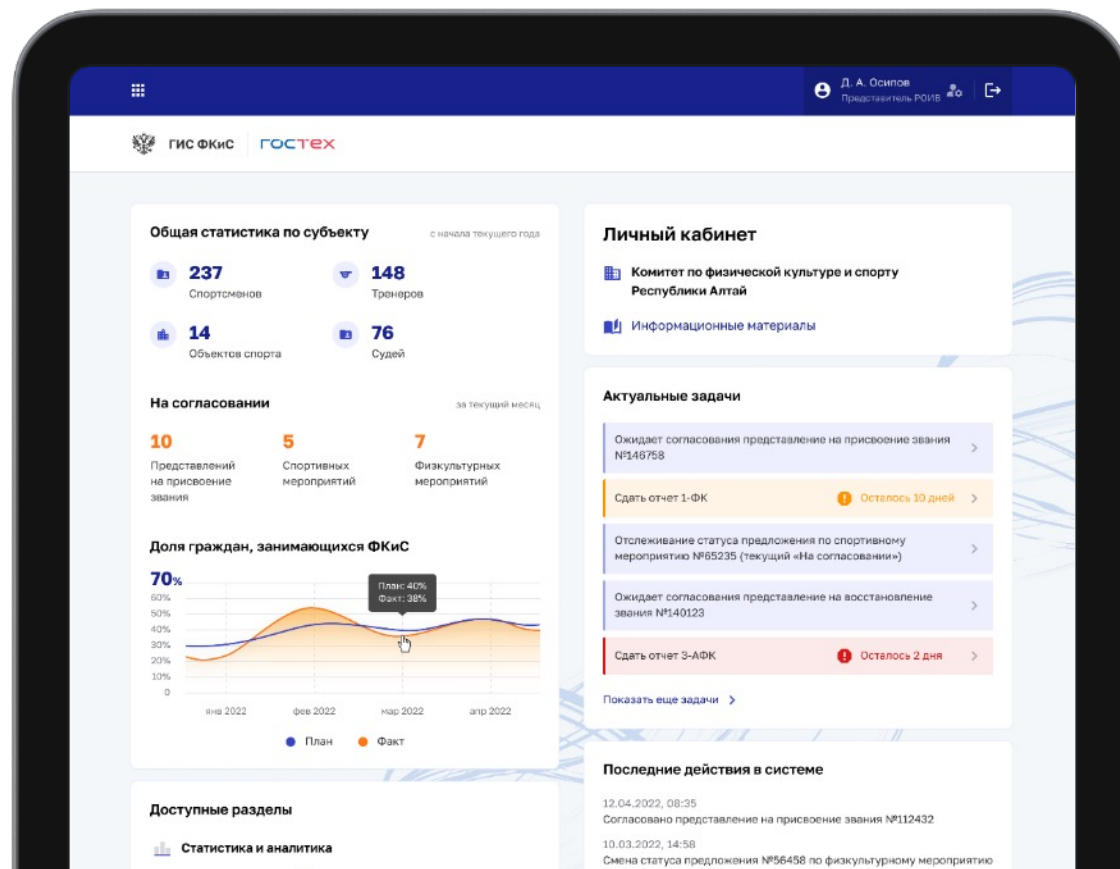 Д. А. Осипов
Представитель РОИВ
ГИС ФКиС
ГОСТЕХ
Общая статистика по субъекту
с начала текущего года
237
Спортсменов
148
Тренеров
14
Объектов спорта
76
Судей
На согласовании
за текущий месяц
10
Представлений
на присвоение
звания
5
Спортивных
мероприятий
7
Физкультурных
мероприятий
Доля граждан, занимающихся ФКиС
70%
60%
50%
40%
30%
20%
10%
0
План: 40%
Факт: 38%
янв 2022
фев 2022
мар 2022
апр 2022
План
Факт
Доступные разделы
Статистика и аналитика
Личный кабинет
Комитет по физической культуре и спорту
Республики Алтай
Информационные материалы
Актуальные задачи
Ожидает согласования представление на присвоение звания
№146758
Сдать отчет 1-ФК
Осталось 10 дней
Отслеживание статуса предложения по спортивному
мероприятию №65235 (текущий «На согласовании»)
Ожидает согласования представление на восстановление
звания №140123
Сдать отчет 3-АФК
Осталось 2 дня
Показать еще задачи
Последние действия в системе
12.04.2022, 08:35
Согласовано представление на присвоение звания №112432
10.03.2022, 14:58
Смена статуса предложения №56458 по физкультурному мероприятию